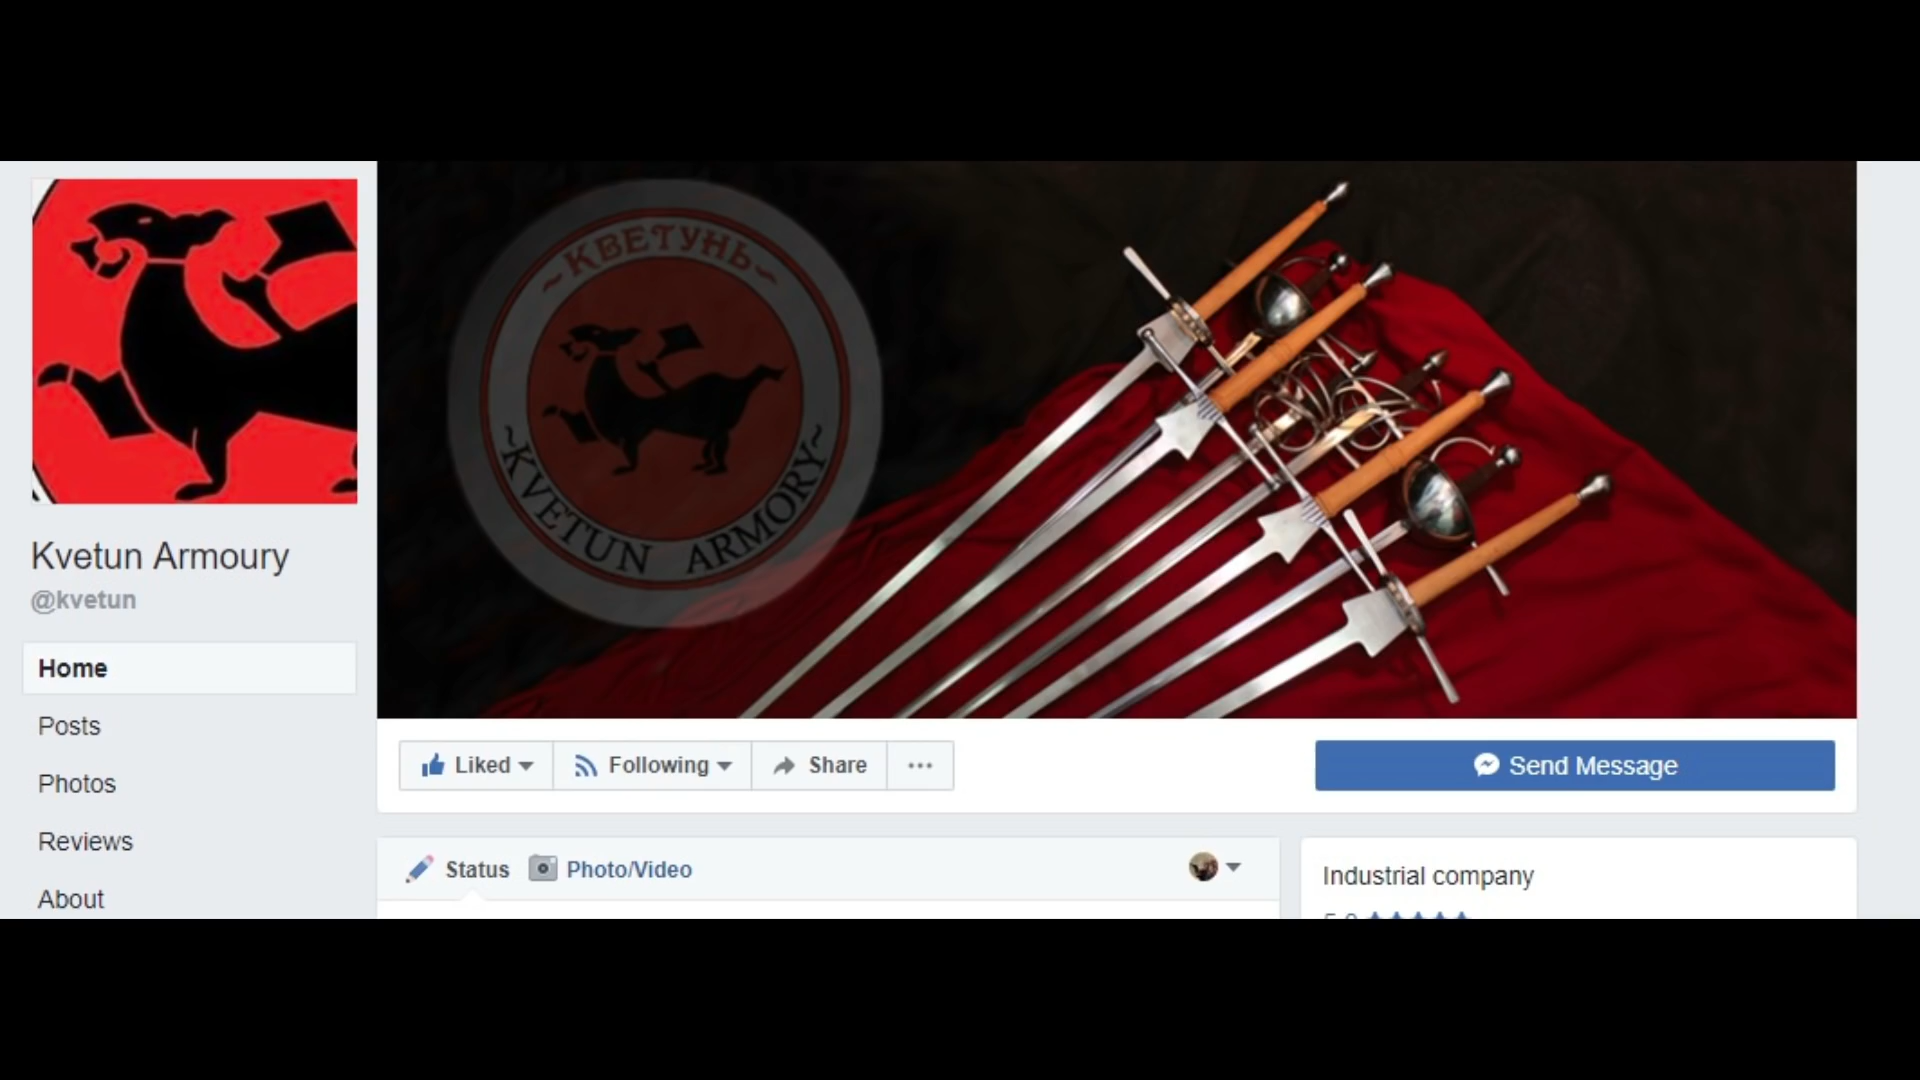 ~КВЕТУНЬ~
~KVETUN ARMORY~
Kvetun Armoury
@kvetun
Home
Posts
Photos
Reviews
About
Liked
Following
Share
Send Message
Status
Photo/Video
Industrial company